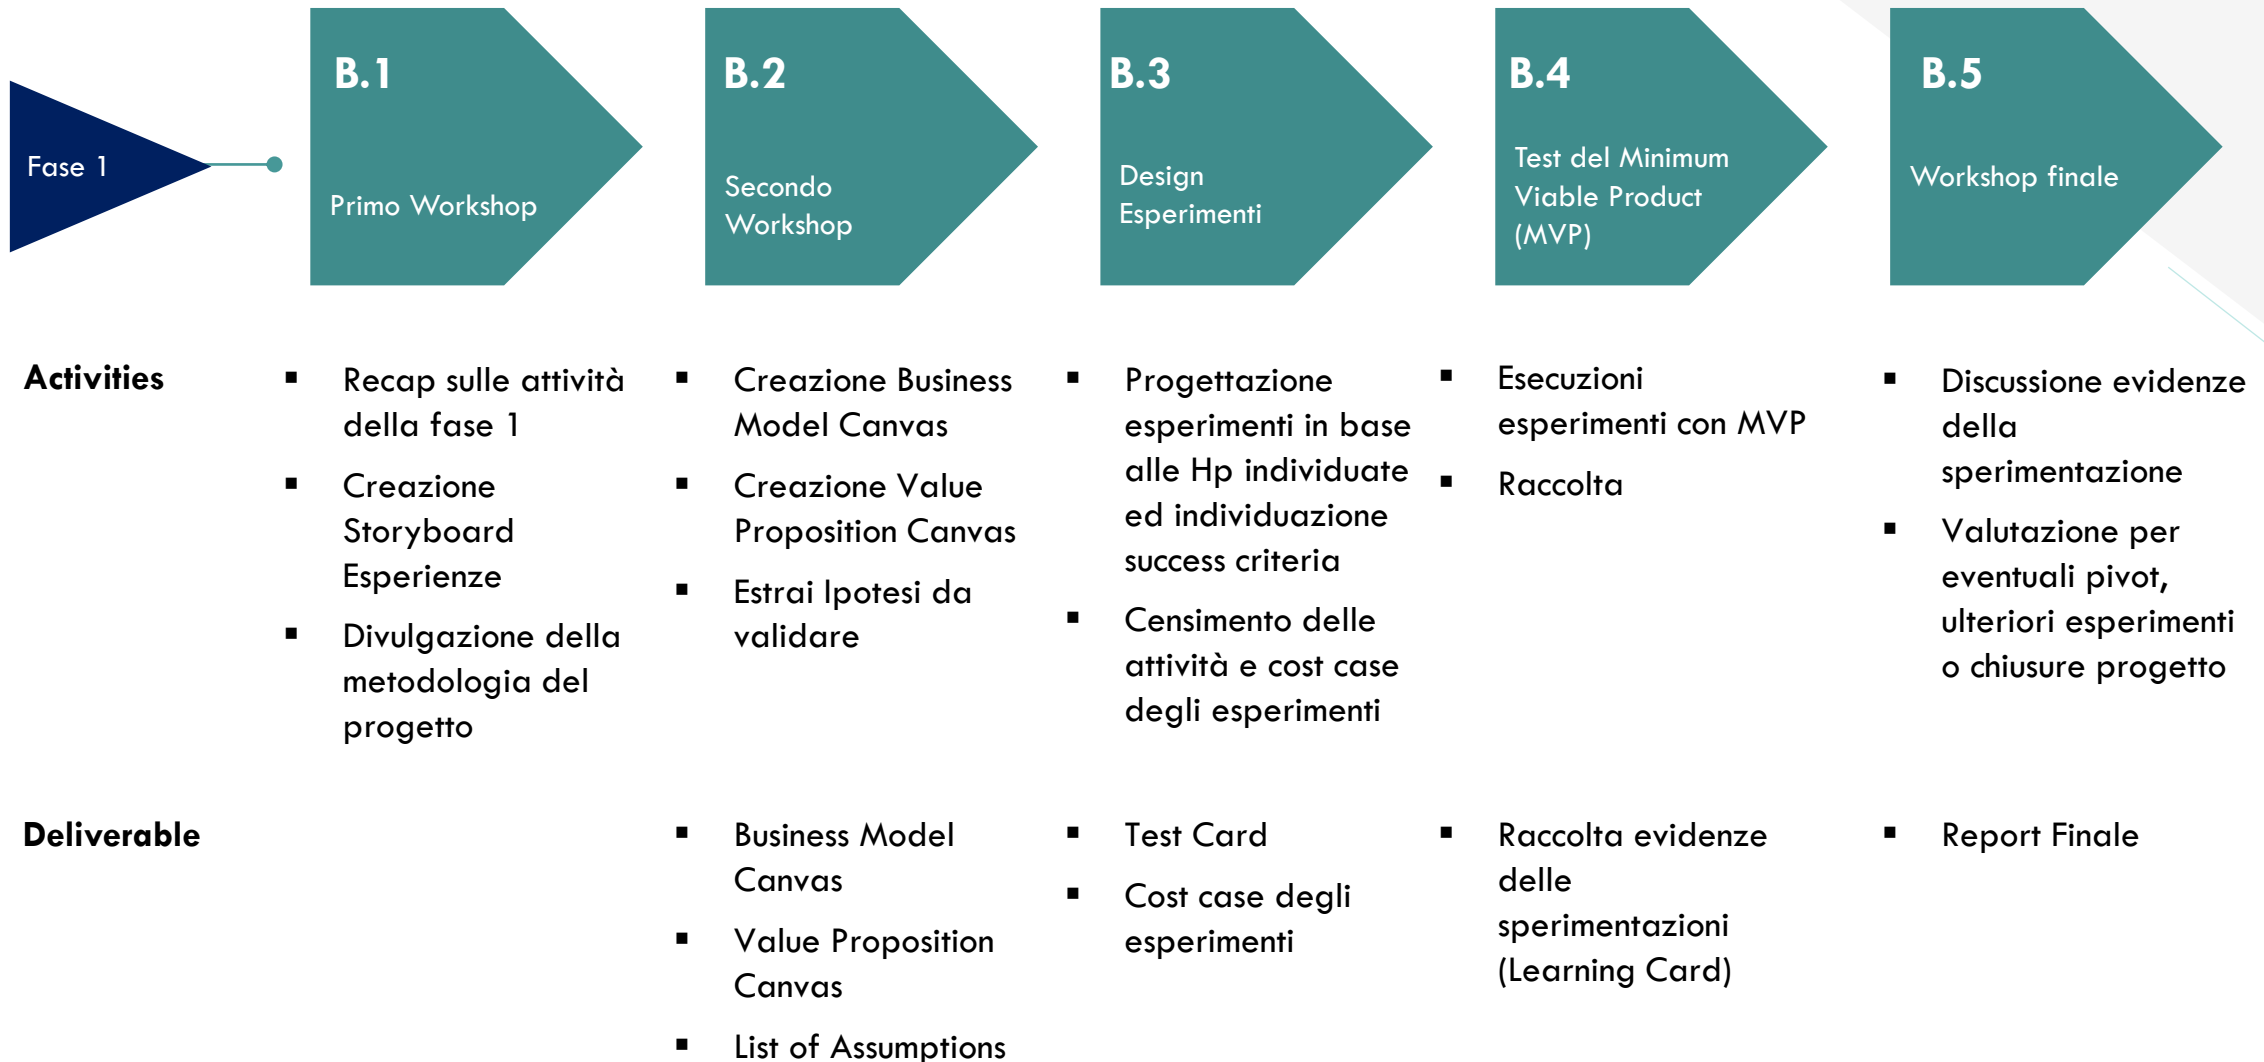 Fase 1
B.1
Primo Workshop
B.2
Secondo
Workshop
B.3
Design
Esperimenti
B.4
Test del Minimum
Viable Product
(MVP)
B.5
Workshop finale
Activities
▪ Recap sulle attività
della fase 1
▪ Creazione
Storyboard
Esperienze
▪ Divulgazione della
metodologia del
progetto
▪ Creazione Business
Model Canvas
▪ Creazione Value
Proposition Canvas
▪ Estrai Ipotesi da
validare
▪ Progettazione
esperimenti in base
alle Hp individuate
ed individuazione
success criteria
▪ Censimento delle
attività e cost case
degli esperimenti
▪ Esecuzioni
esperimenti con MVP
▪ Raccolta
▪ Discussione evidenze
della
sperimentazione
▪ Valutazione per
eventuali pivot,
ulteriori esperimenti
o chiusure progetto
Deliverable
▪ Business Model
Canvas
▪ Value Proposition
Canvas
▪ List of Assumptions
▪ Test Card
▪ Cost case degli
esperimenti
▪ Raccolta evidenze
delle
sperimentazioni
(Learning Card)
▪ Report Finale